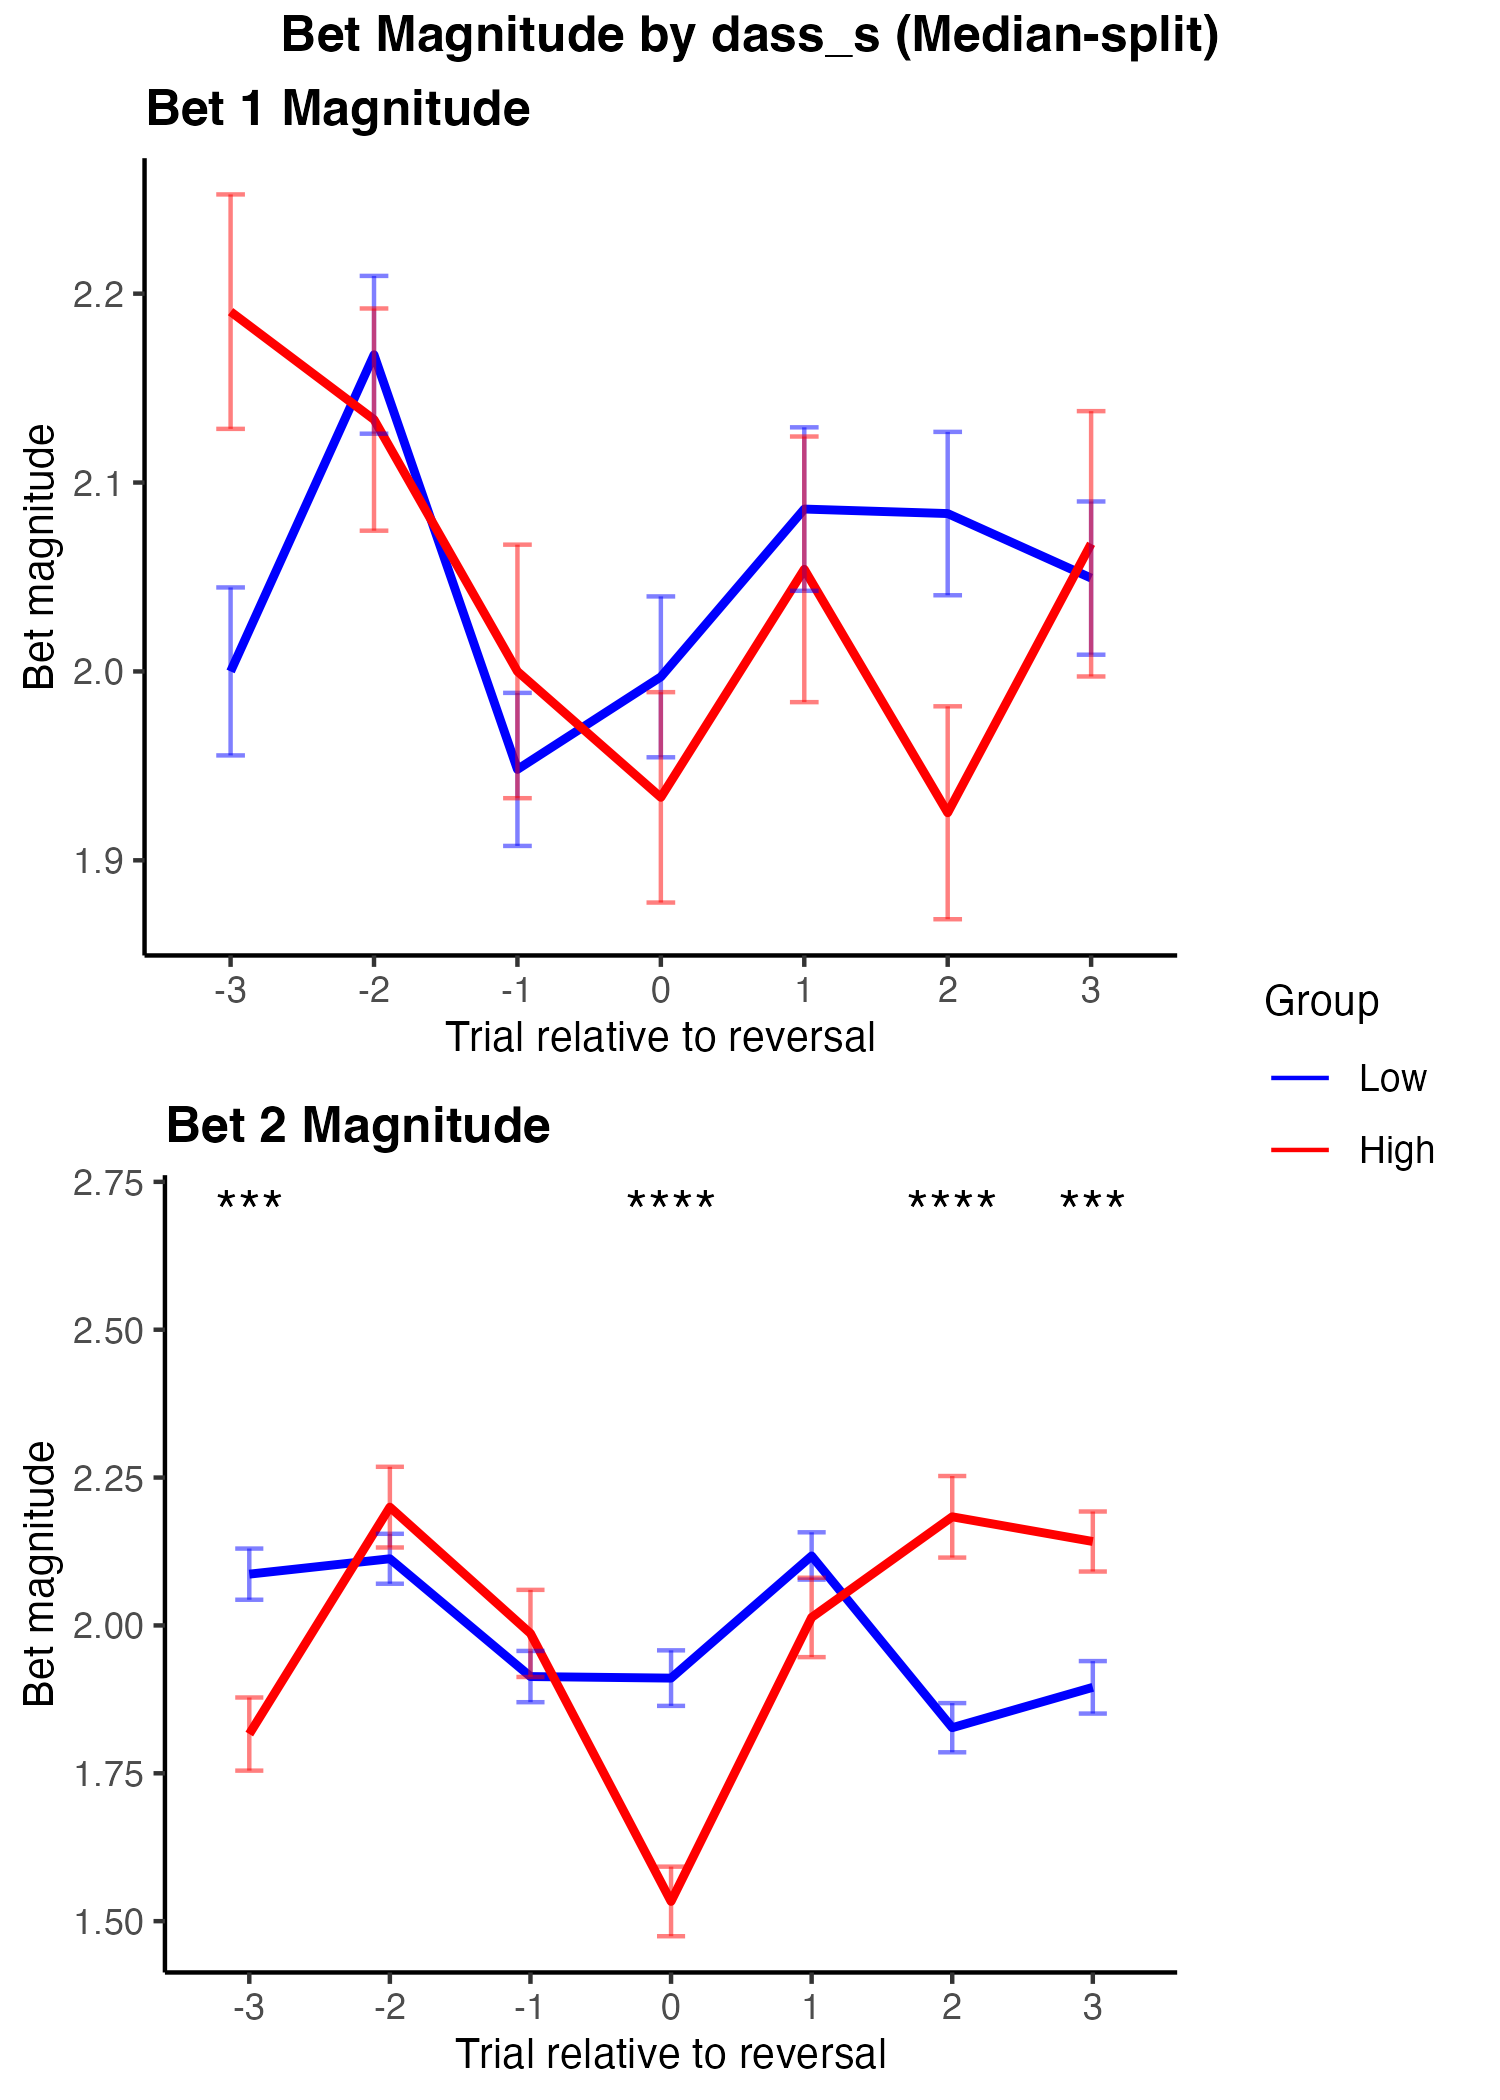 Bet Magnitude by dass_s (Median-split)
Bet 1 Magnitude
Bet magnitude
2.2
2.1
2.0
1.9
-3 -2 -1 0 1 2 3
Trial relative to reversal
Group
Low
High
Bet 2 Magnitude
*** **** **** ***
Bet magnitude
2.75
2.50
2.25
2.00
1.75
1.50
-3 -2 -1 0 1 2 3
Trial relative to reversal